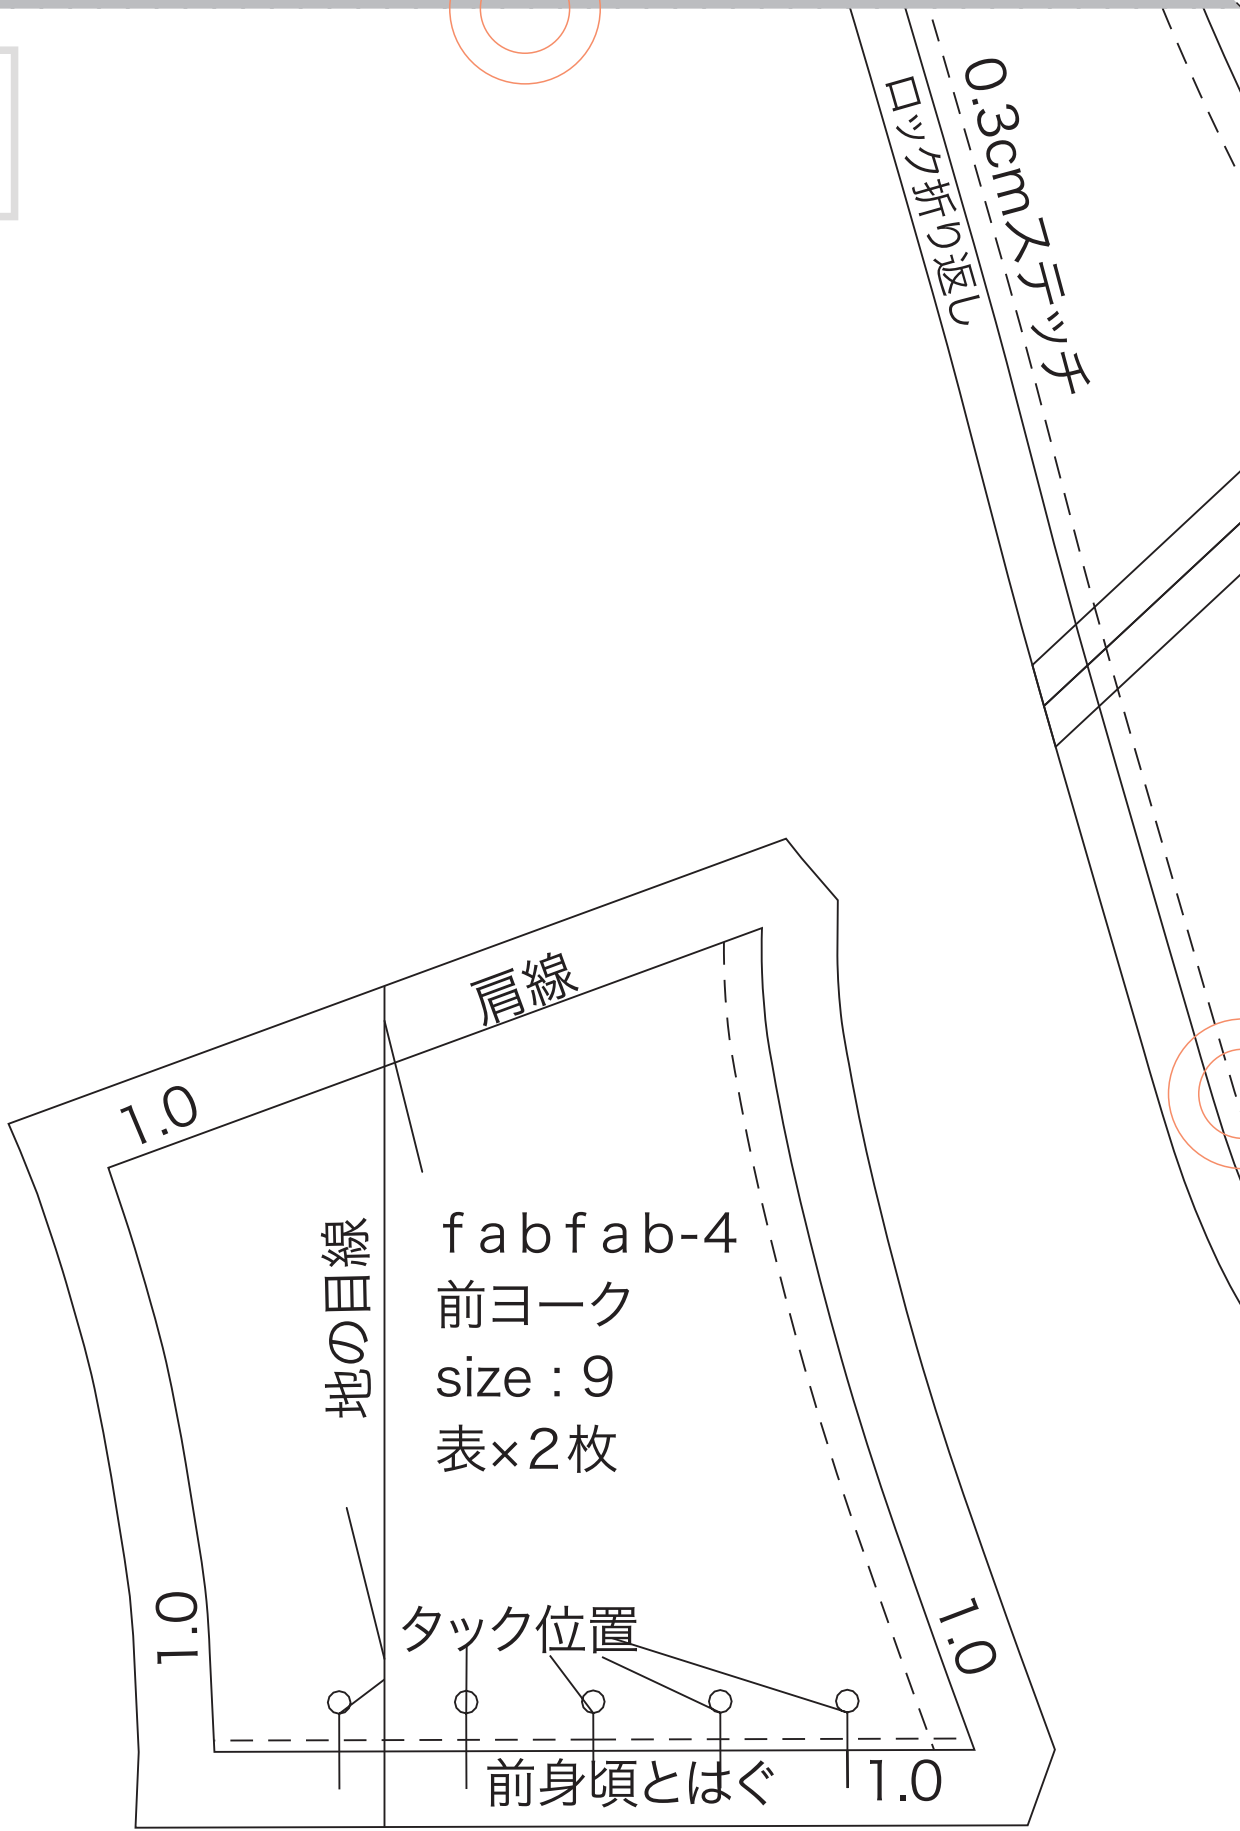 0.3cmステッチ
ロック折り返し
肩線
1.0
地の目線
fabfab-4
前ヨーク
size : 9
表×2枚
1.0
タック位置
1.0
前身頃とはぐ
1.0